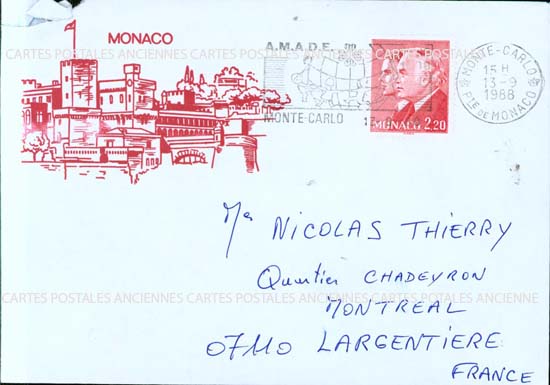 MONACO
A.M.A.D.E.
CARTES POSTALES ANCIENNES CARTES POSTALES ANCIENNES CARTES POSTALES ANCIENNES
MONTE-CARLO
MONACO 2,20
MONTE-CARLO
15 H
13-9
1988
PTE DE MONACO
Mr NICOLAS THIERRY
Quartier CHADEYRON
CARTES POSTALES ANCIENNES CARTES POSTALES ANCIENNES CARTES POSTALES ANCIENNES
MONTREAL
07110 LARGENTIERE
FRANCE